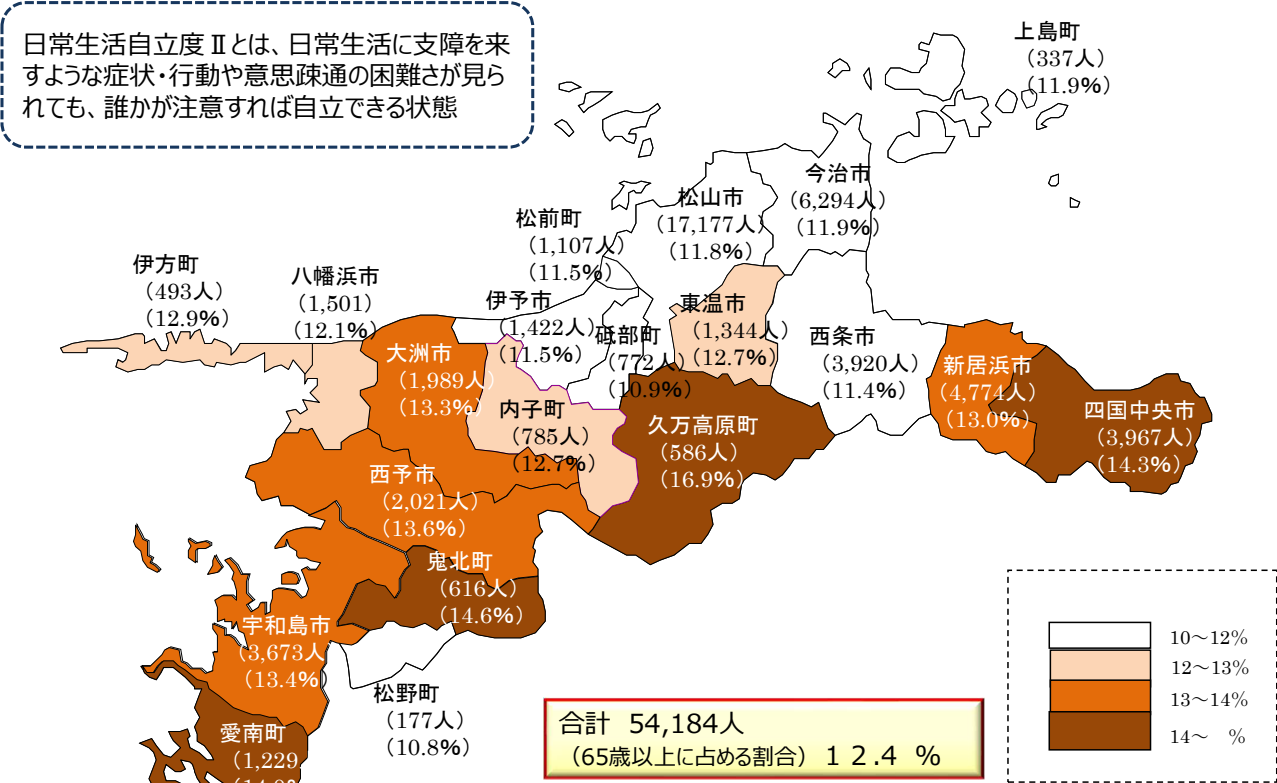 日常生活自立度Ⅱとは、日常生活に支障を来
すような症状・行動や意思疎通の困難さが見ら
れても、誰かが注意すれば自立できる状態
上島町
（337人）
（11.9%）
今治市
（6,294人）
（11.9%）
松山市
（17,177人）
（11.8%）
松前町
（1,107人）
（11.5%）
伊方町
（493人）
（12.9%）
八幡浜市
（1,501）
（12.1%）
伊予市
（1,422人）
（11.5%）
砥部町
（772人）
（10.9%）
東温市
（1,344人）
（12.7%）
西条市
（3,920人）
（11.4%）
新居浜市
（4,774人）
（13.0%）
四国中央市
（3,967人）
（14.3%）
大洲市
（1,989人）
（13.3%）
内子町
（785人）
（12.7%）
久万高原町
（586人）
（16.9%）
西予市
（2,021人）
（13.6%）
鬼北町
（616人）
（14.6%）
宇和島市
（3,673人
（13.4%）
松野町
（177人）
（10.8%）
愛南町
（1,229
合計 54,184人
（65歳以上に占める割合） １２.４ %
10～12%
12～13%
13～14%
14～ %